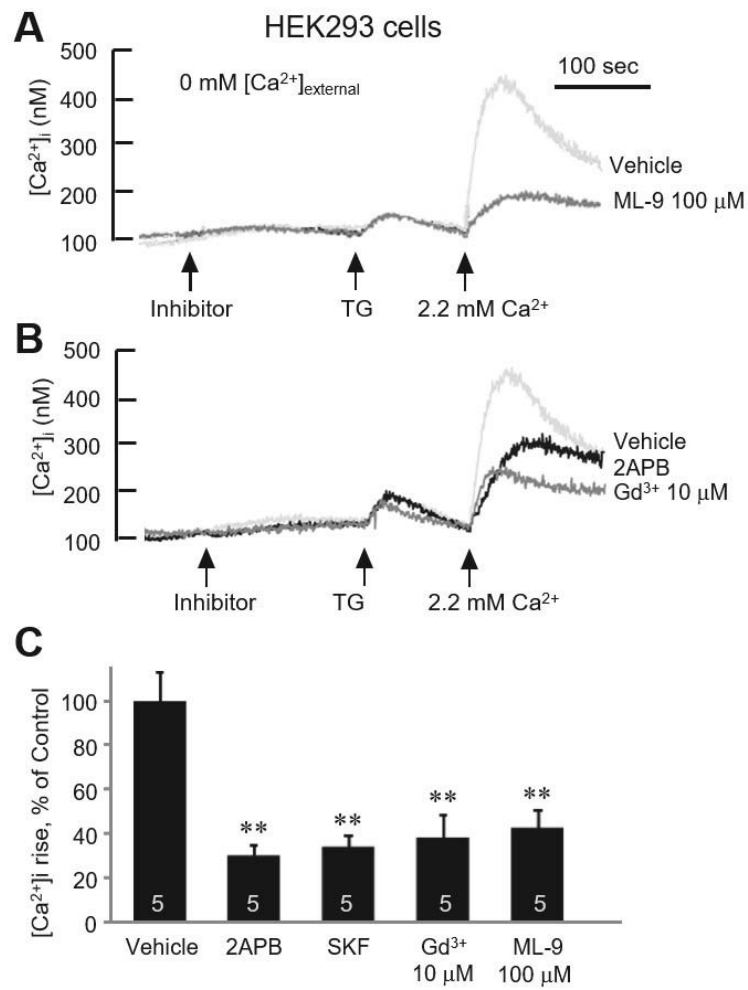 A
HEK293 cells
500
400
300
200
100
[Ca²⁺]ᵢ (nM)
0 mM [Ca²⁺]external
100 sec
Vehicle
ML-9 100 μM
Inhibitor
TG
2.2 mM Ca²⁺
B
500
400
300
200
100
[Ca²⁺]ᵢ (nM)
Vehicle
2APB
Gd³⁺ 10 μM
Inhibitor
TG
2.2 mM Ca²⁺
C
[Ca²⁺]i rise, % of Control
100
80
60
40
20
0
**
**
**
**
5
5
5
5
5
Vehicle
2APB
SKF
Gd³⁺
10 μM
ML-9
100 μM